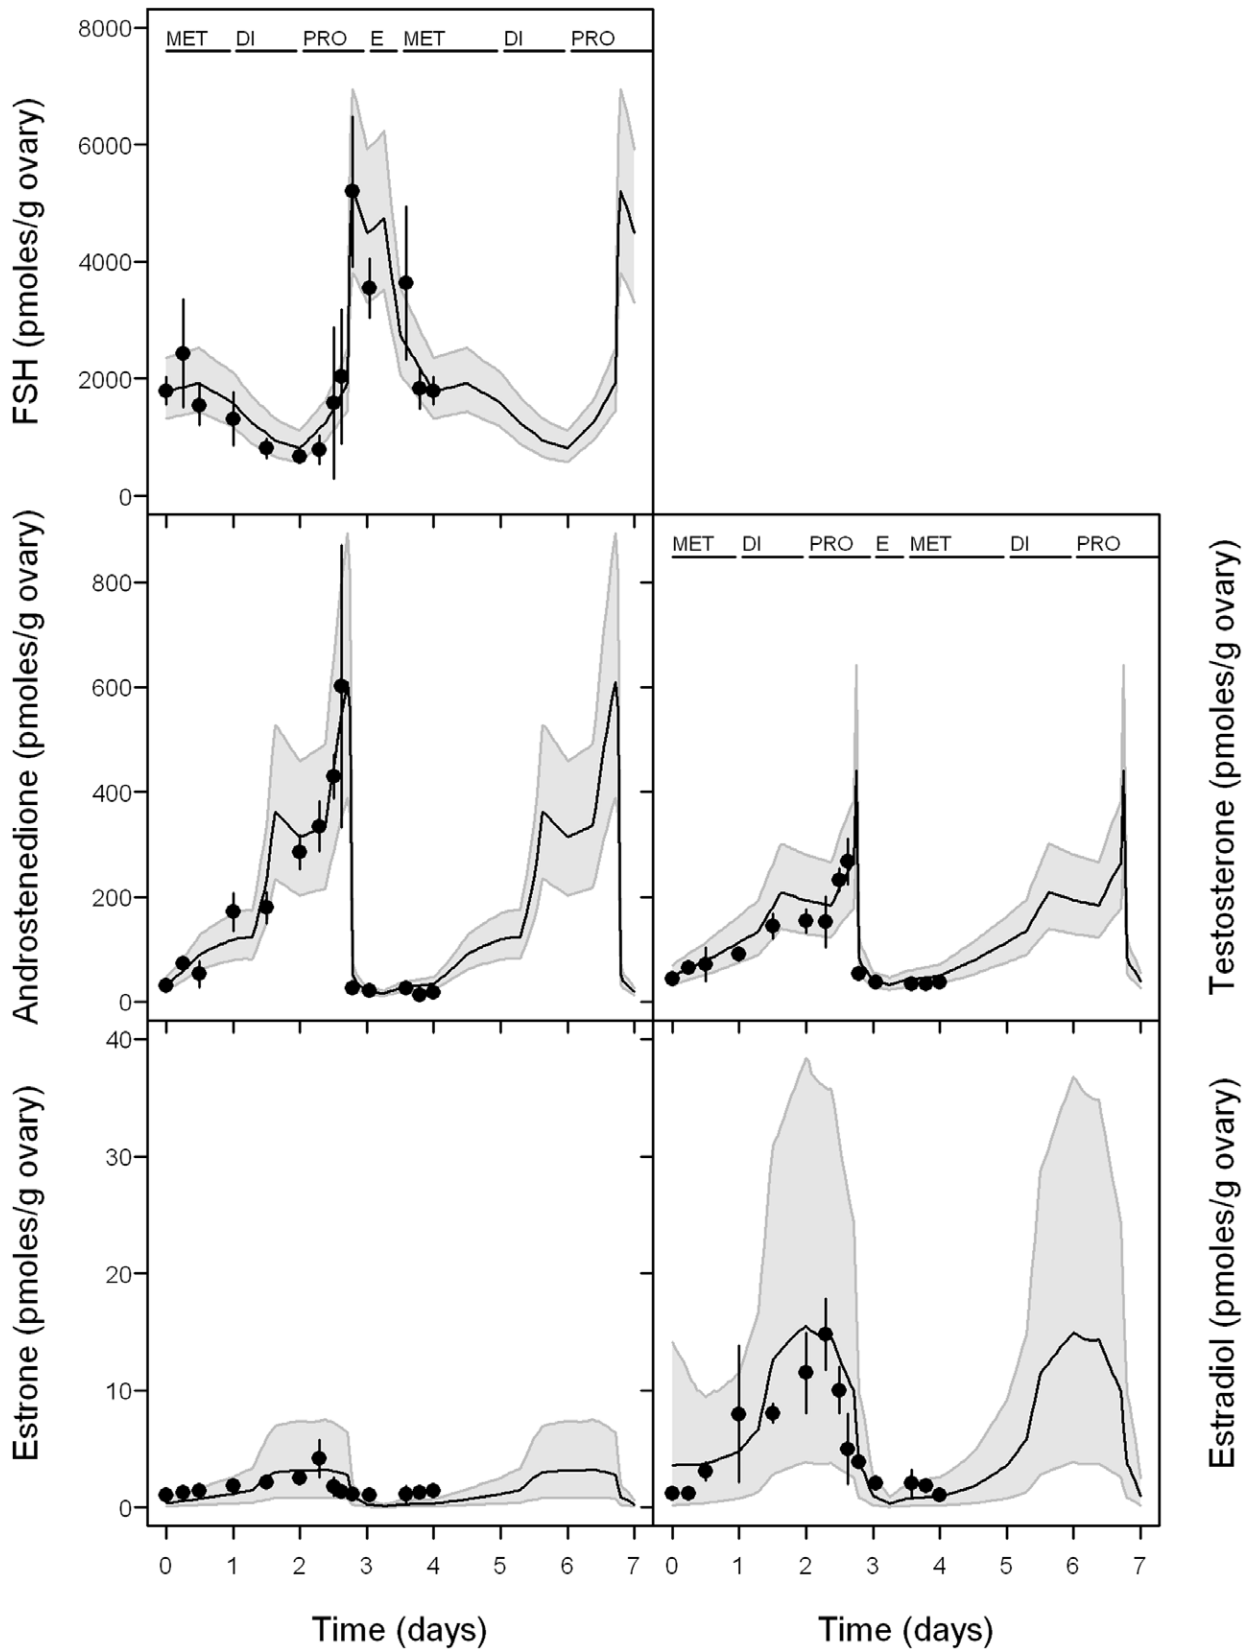 FSH (pmoles/g ovary)
8000
6000
4000
2000
0
MET DI PRO E MET DI PRO
Androstenedione (pmoles/g ovary)
800
600
400
200
0
MET DI PRO E MET DI PRO
Testosterone (pmoles/g ovary)
Estrone (pmoles/g ovary)
40
30
20
10
0
Estradiol (pmoles/g ovary)
0 1 2 3 4 5 6 7 0 1 2 3 4 5 6 7
Time (days) Time (days)